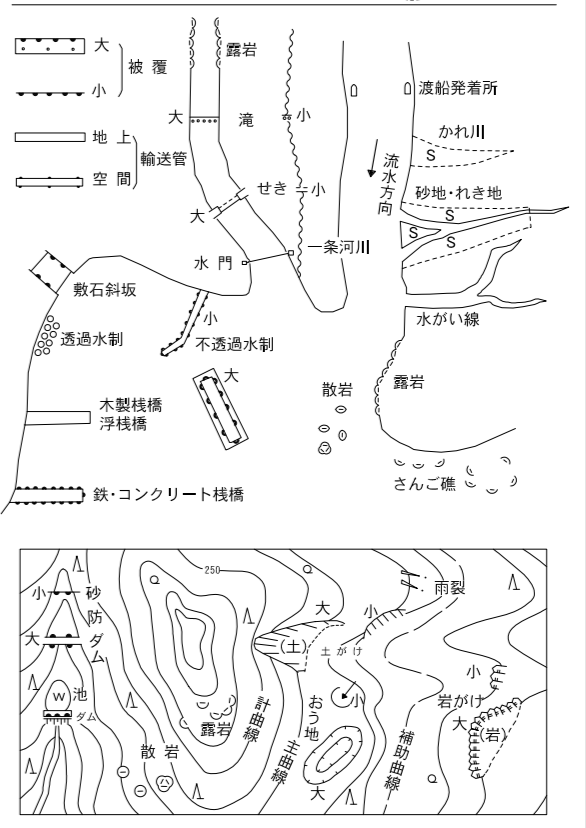 大
小
被覆
地上
空間
輸送管
露岩
大
滝
小
せき
小
大
水門
一条河川
渡船発着所
かれ川
S
流水方向
砂地・れき地
S
S
S
水がい線
敷石斜坂
透過水制
小
不透過水制
大
木製桟橋
浮桟橋
鉄・コンクリート桟橋
散岩
露岩
さんご礁
250
小
砂防ダム
大
W
池
ダム
大
(土)
土がけ
小
雨裂
小
岩がけ
大
(岩)
計曲線
主曲線
おう地
小
大
補助曲線
露岩
散岩